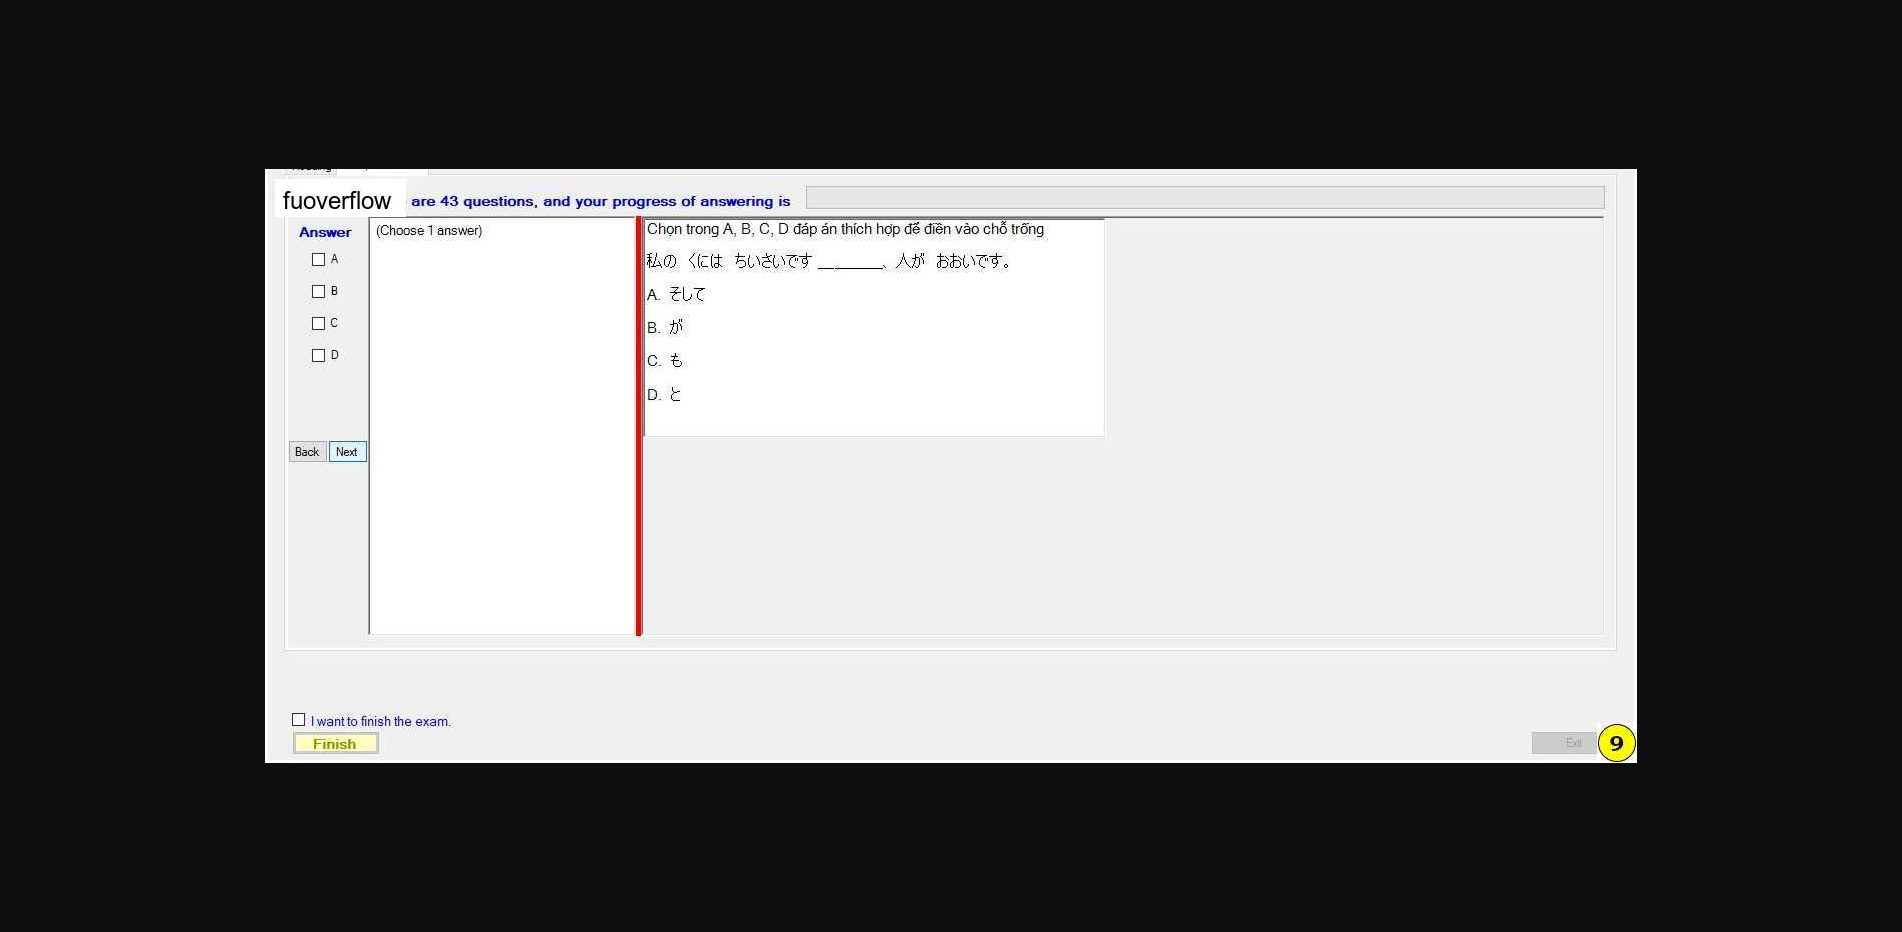 fuoverflow are 43 questions, and your progress of answering is
Answer
A
B
C
D
Back Next
(Choose 1 answer)
Chọn trong A, B, C, D đáp án thích hợp để điền vào chỗ trống
私の くには ちいさいです ________、人が おおいです。
A. そして
B. が
C. も
D. と
I want to finish the exam.
Finish
Exit
9